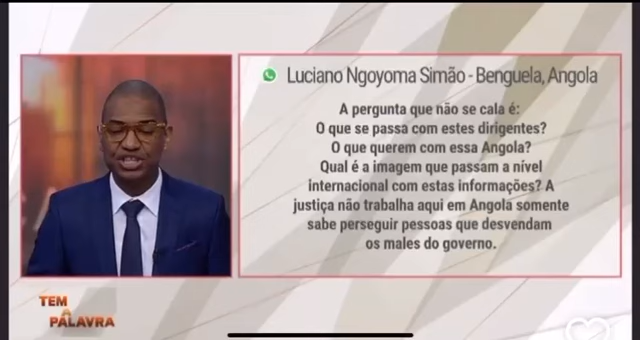 Luciano Ngoyoma Simão - Benguela, Angola
A pergunta que não se cala é:
O que se passa com estes dirigentes?
O que querem com essa Angola?
Qual é a imagem que passam a nível
internacional com estas informações? A
justiça não trabalha aqui em Angola somente
sabe perseguir pessoas que desvendam
os males do governo.
TEM
A
PALAVRA